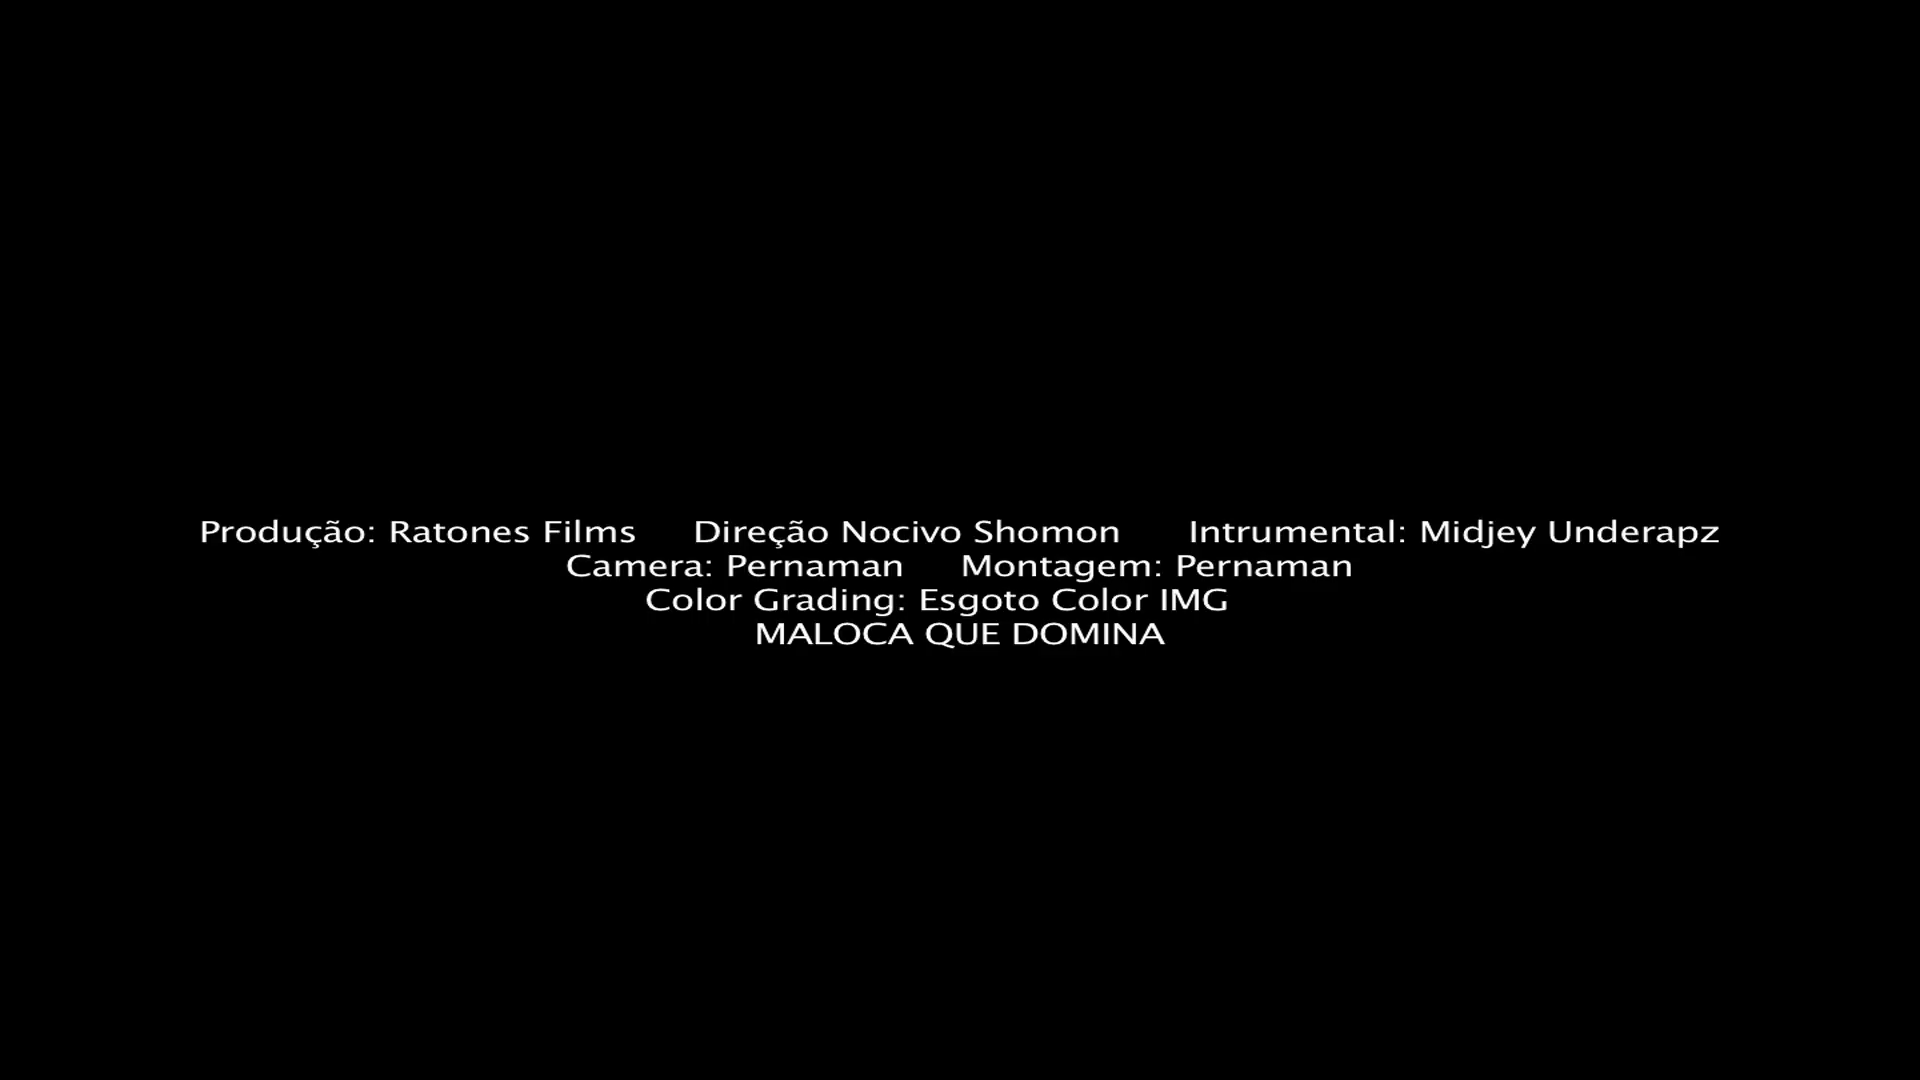 Produção: Ratones Films Direção Nocivo Shomon Intrumental: Midjey Underapz
Camera: Pernaman Montagem: Pernaman
Color Grading: Esgoto Color IMG
MALOCA QUE DOMINA